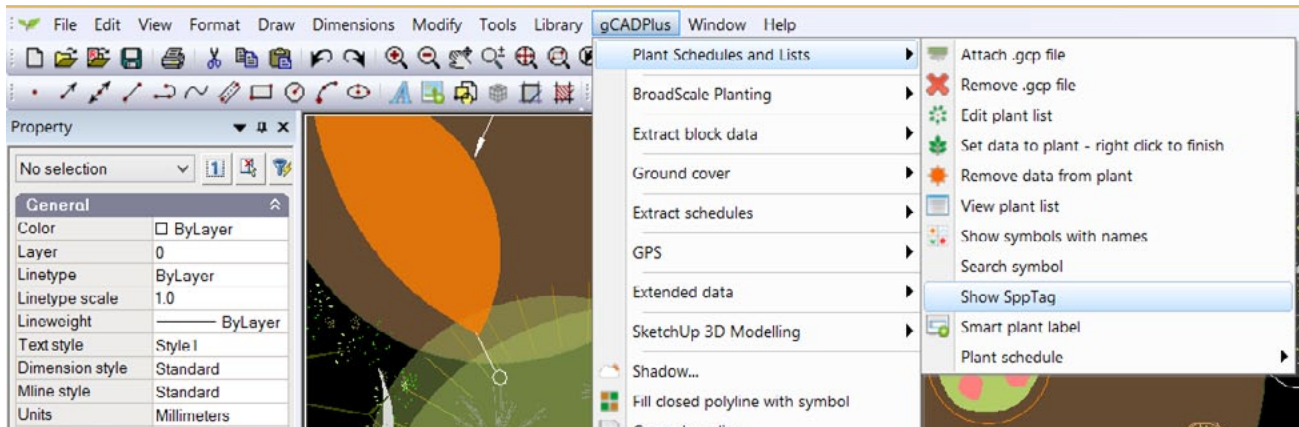 File Edit View Format Draw Dimensions Modify Tools Library gCADPlus Window Help
Property
No selection
General
Color ByLayer
Layer 0
Linetype ByLayer
Linetype scale 1.0
Lineweight ByLayer
Text style Style1
Dimension style Standard
Mline style Standard
Units Millimeters
Plant Schedules and Lists
BroadScale Planting
Extract block data
Ground cover
Extract schedules
GPS
Extended data
SketchUp 3D Modelling
Shadow...
Fill closed polyline with symbol
Attach .gcp file
Remove .gcp file
Edit plant list
Set data to plant - right click to finish
Remove data from plant
View plant list
Show symbols with names
Search symbol
Show SppTag
Smart plant label
Plant schedule